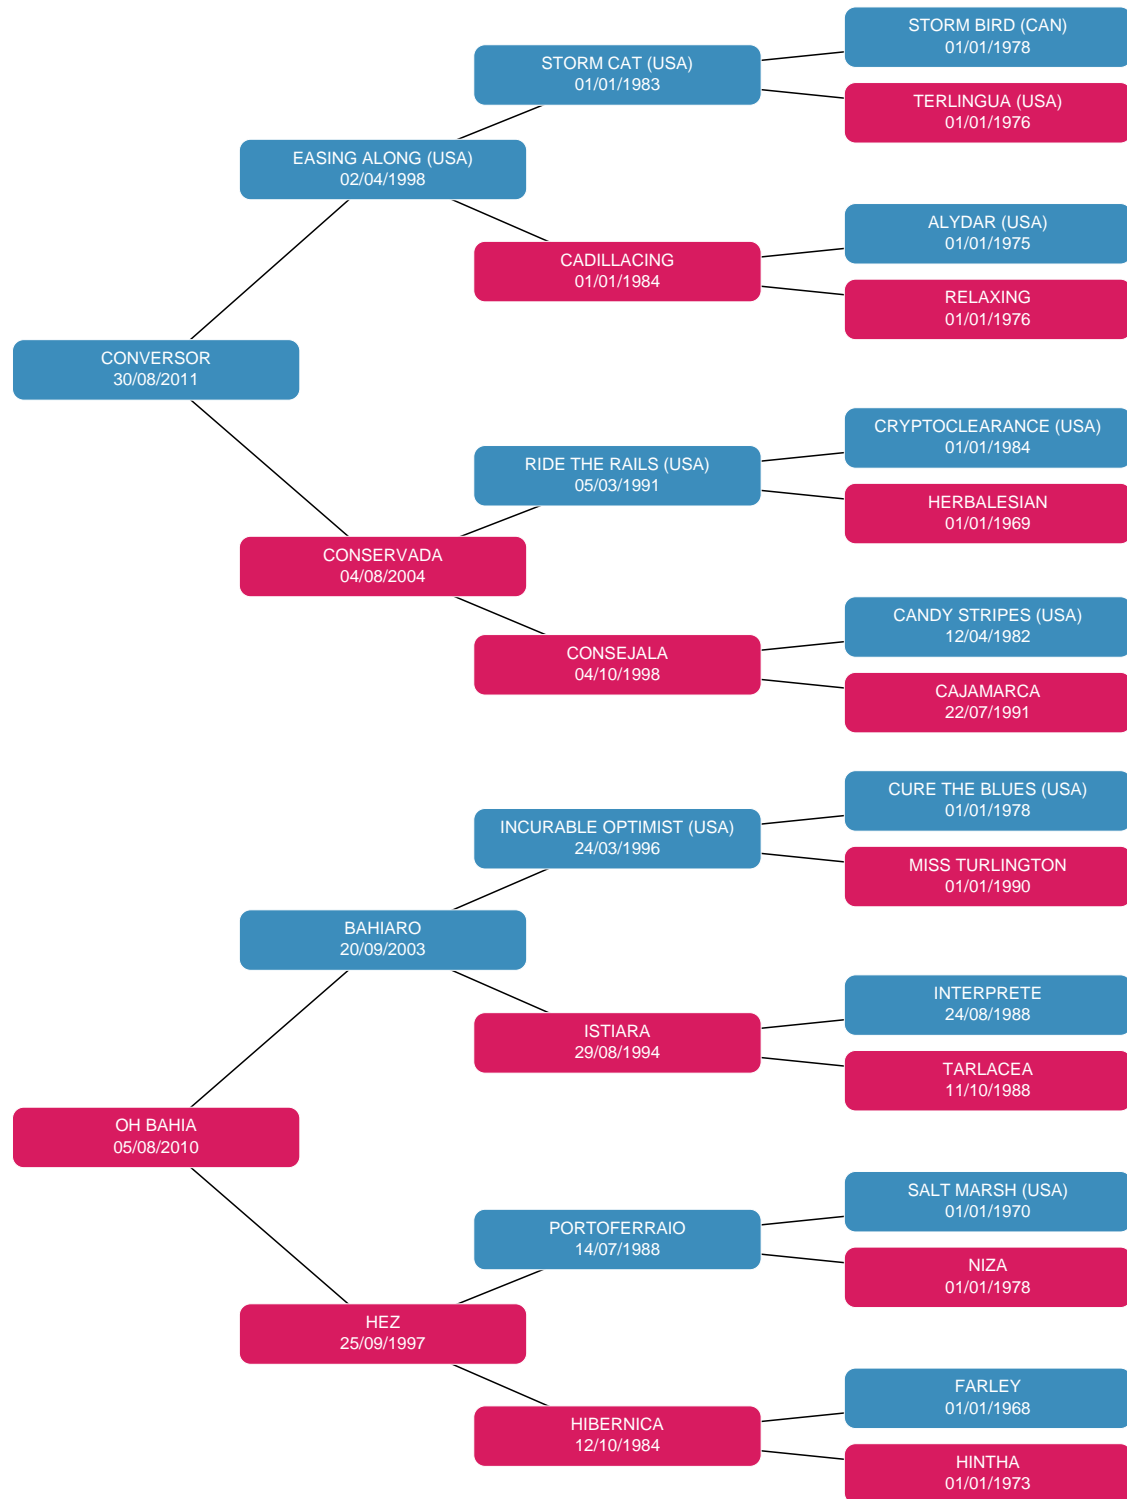 STORM BIRD (CAN)
01/01/1978
STORM CAT (USA)
01/01/1983
TERLINGUA (USA)
01/01/1976
EASING ALONG (USA)
02/04/1998
ALYDAR (USA)
01/01/1975
CADILLACING
01/01/1984
RELAXING
01/01/1976
CONVERSOR
30/08/2011
CRYPTOCLEARANCE (USA)
01/01/1984
RIDE THE RAILS (USA)
05/03/1991
HERBALESIAN
01/01/1969
CONSERVADA
04/08/2004
CANDY STRIPES (USA)
12/04/1982
CONSEJALA
04/10/1998
CAJAMARCA
22/07/1991
CURE THE BLUES (USA)
01/01/1978
INCURABLE OPTIMIST (USA)
24/03/1996
MISS TURLINGTON
01/01/1990
BAHIARO
20/09/2003
INTERPRETE
24/08/1988
ISTIARA
29/08/1994
TARLACEA
11/10/1988
OH BAHIA
05/08/2010
SALT MARSH (USA)
01/01/1970
PORTOFERRAIO
14/07/1988
NIZA
01/01/1978
HEZ
25/09/1997
FARLEY
01/01/1968
HIBERNICA
12/10/1984
HINTHA
01/01/1973